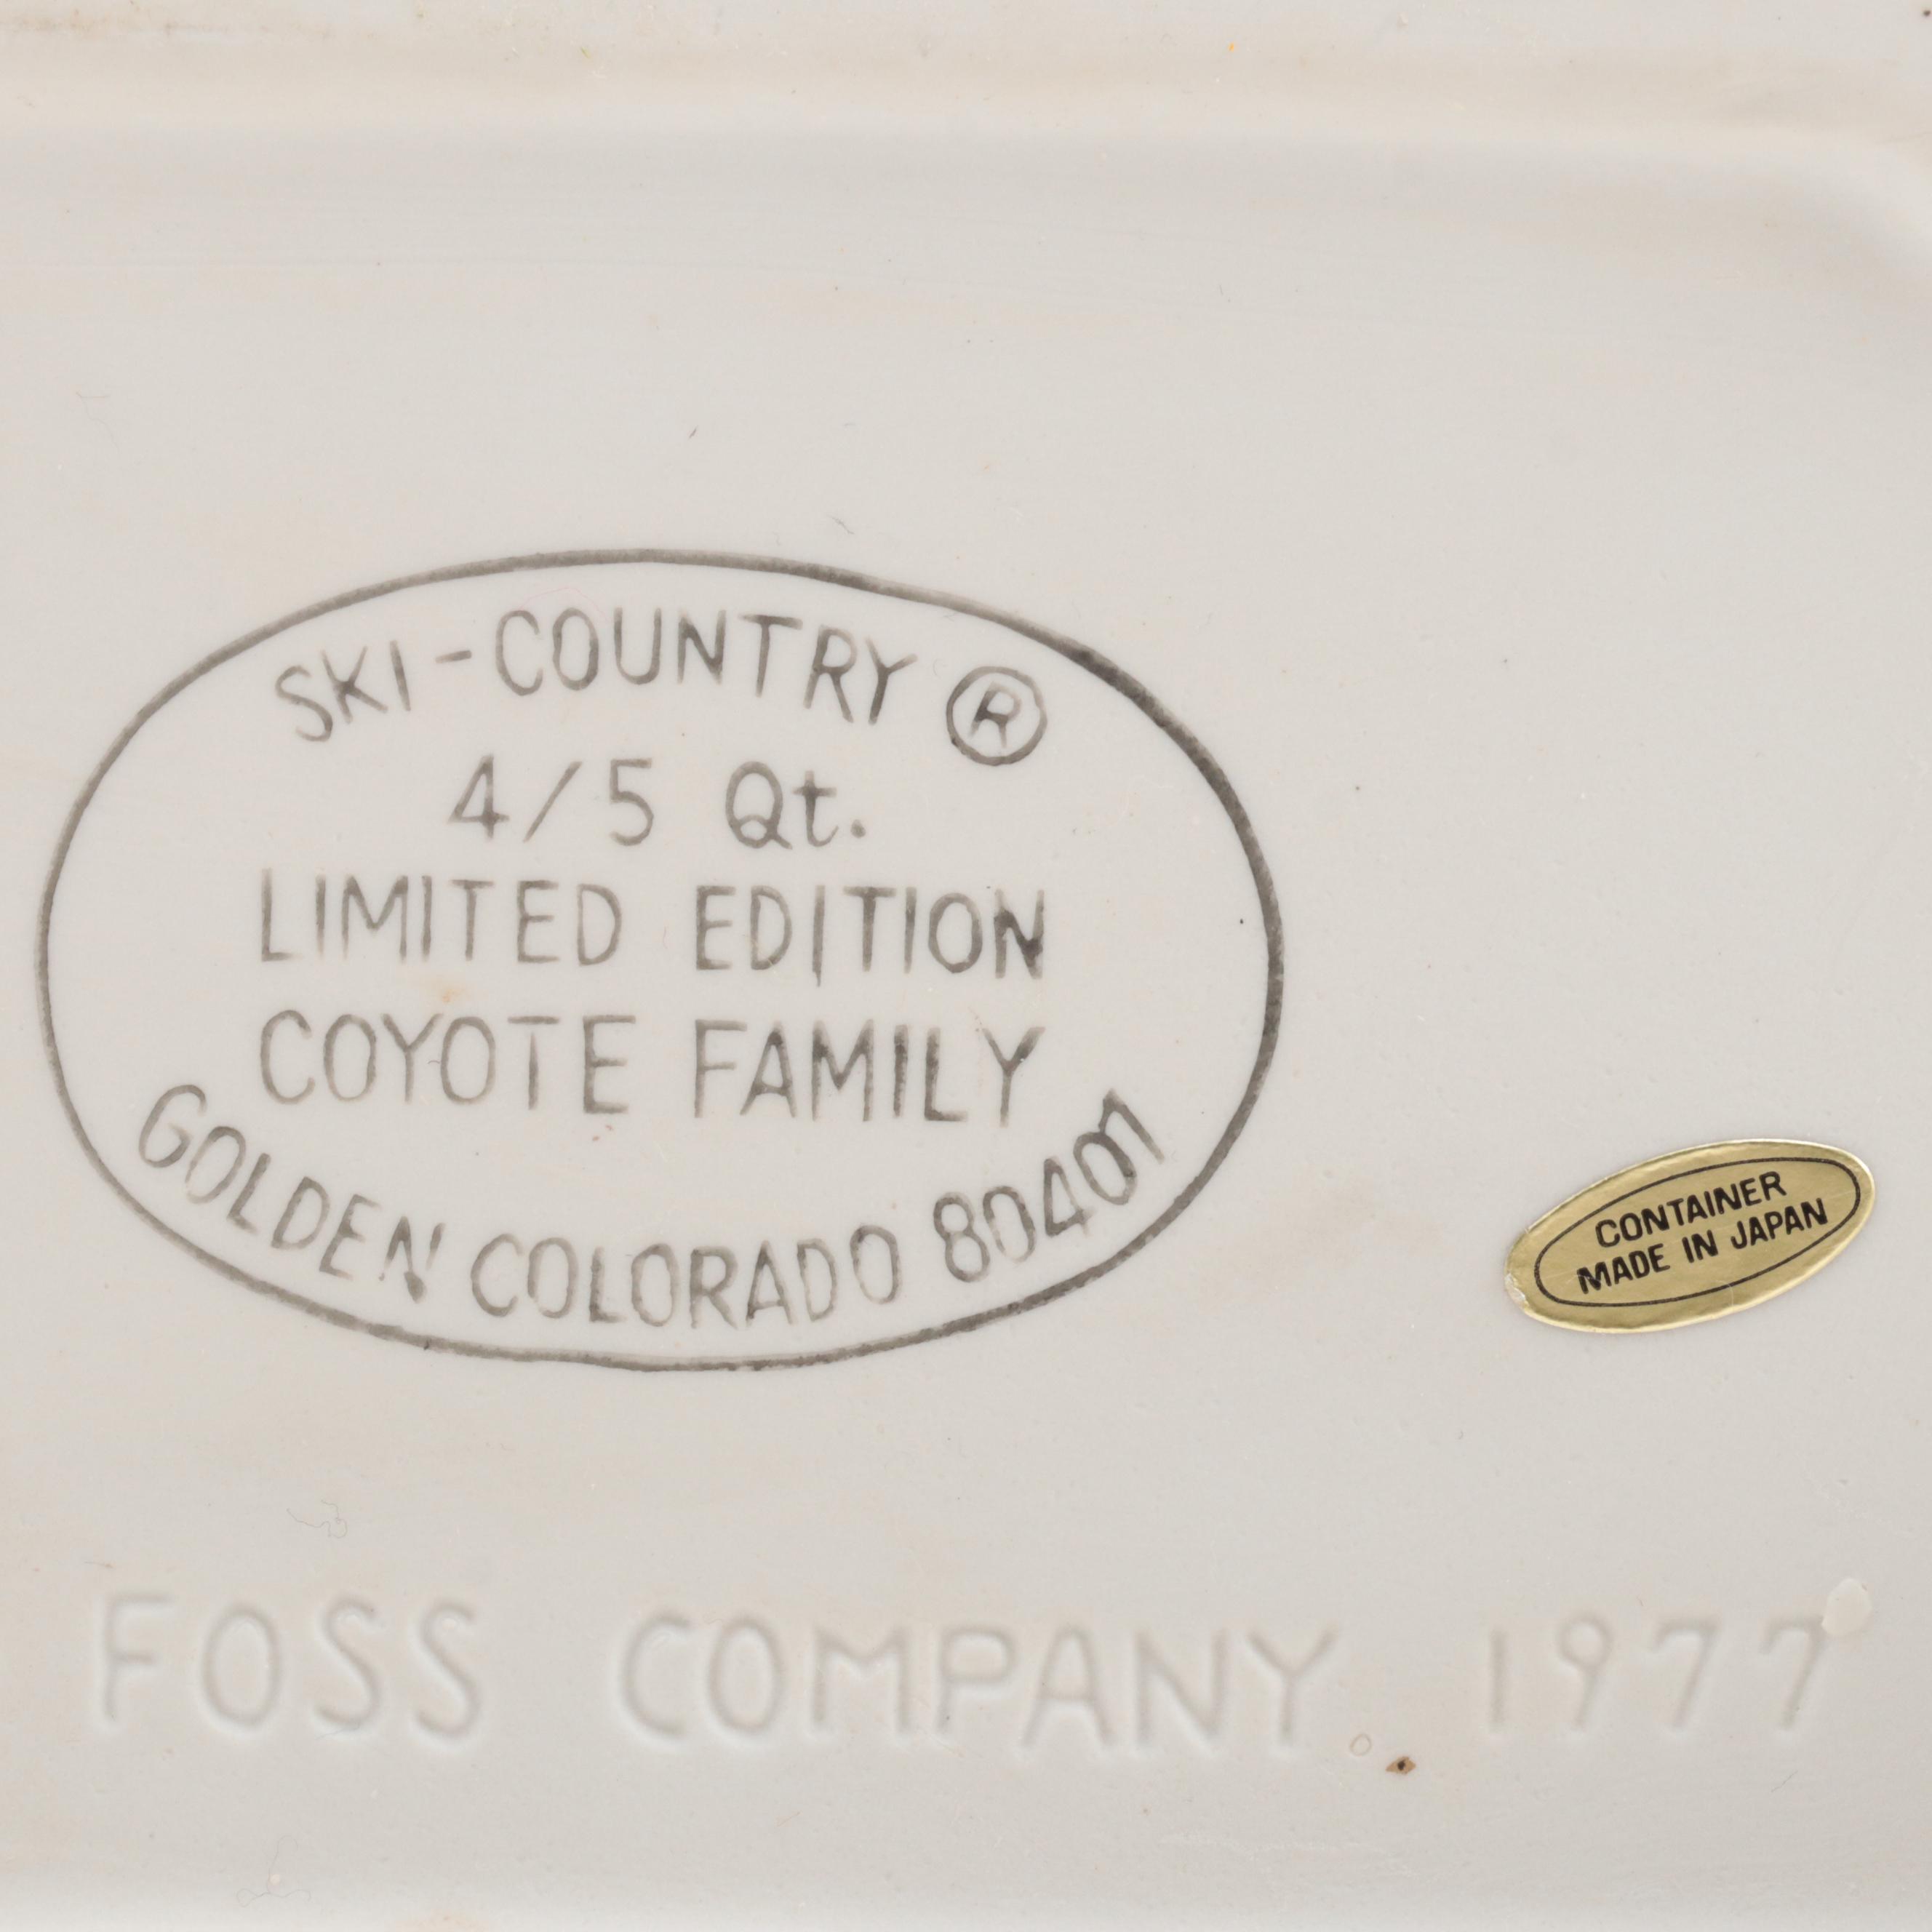 SKI-COUNTRY ®
4/5 Qt.
LIMITED EDITION
COYOTE FAMILY
GOLDEN COLORADO 80401
CONTAINER
MADE IN JAPAN
FOSS COMPANY. 1977